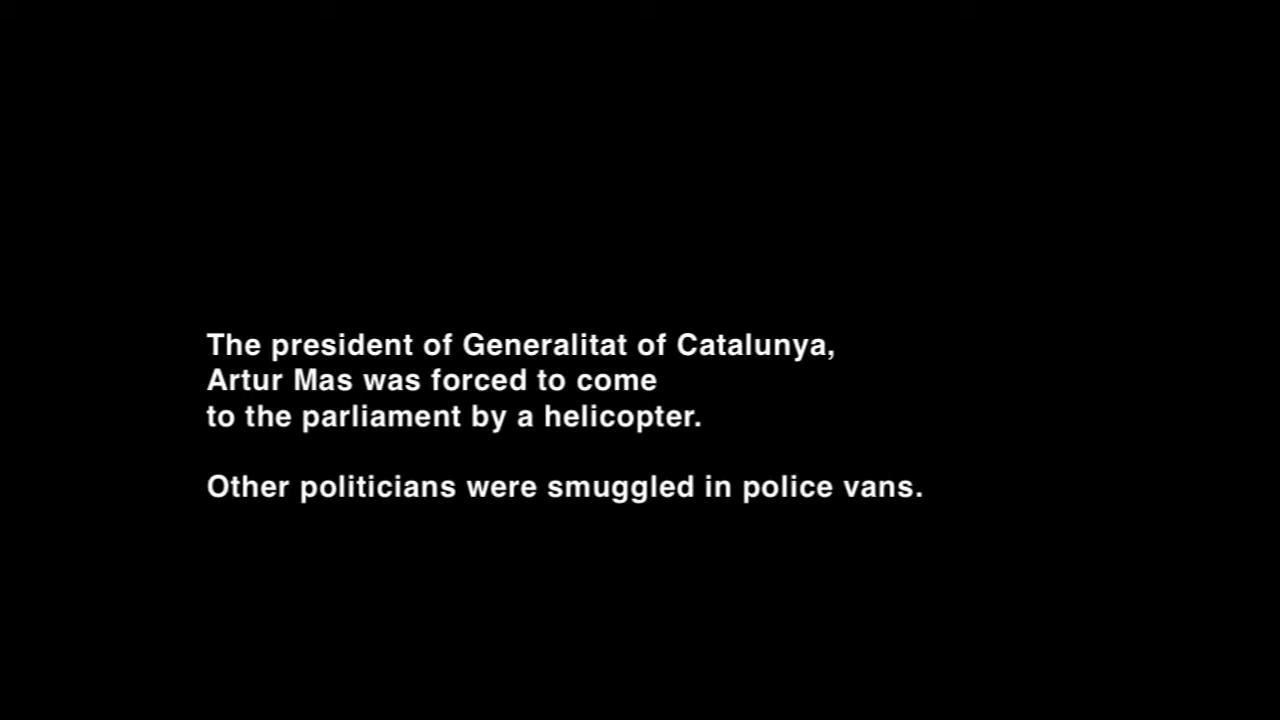 The president of Generalitat of Catalunya,
Artur Mas was forced to come
to the parliament by a helicopter.
Other politicians were smuggled in police vans.